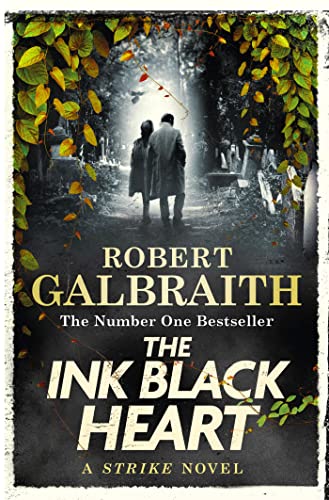 ROBERT
GALBRAITH
The Number One Bestseller
THE
INK BLACK
HEART
A STRIKE NOVEL